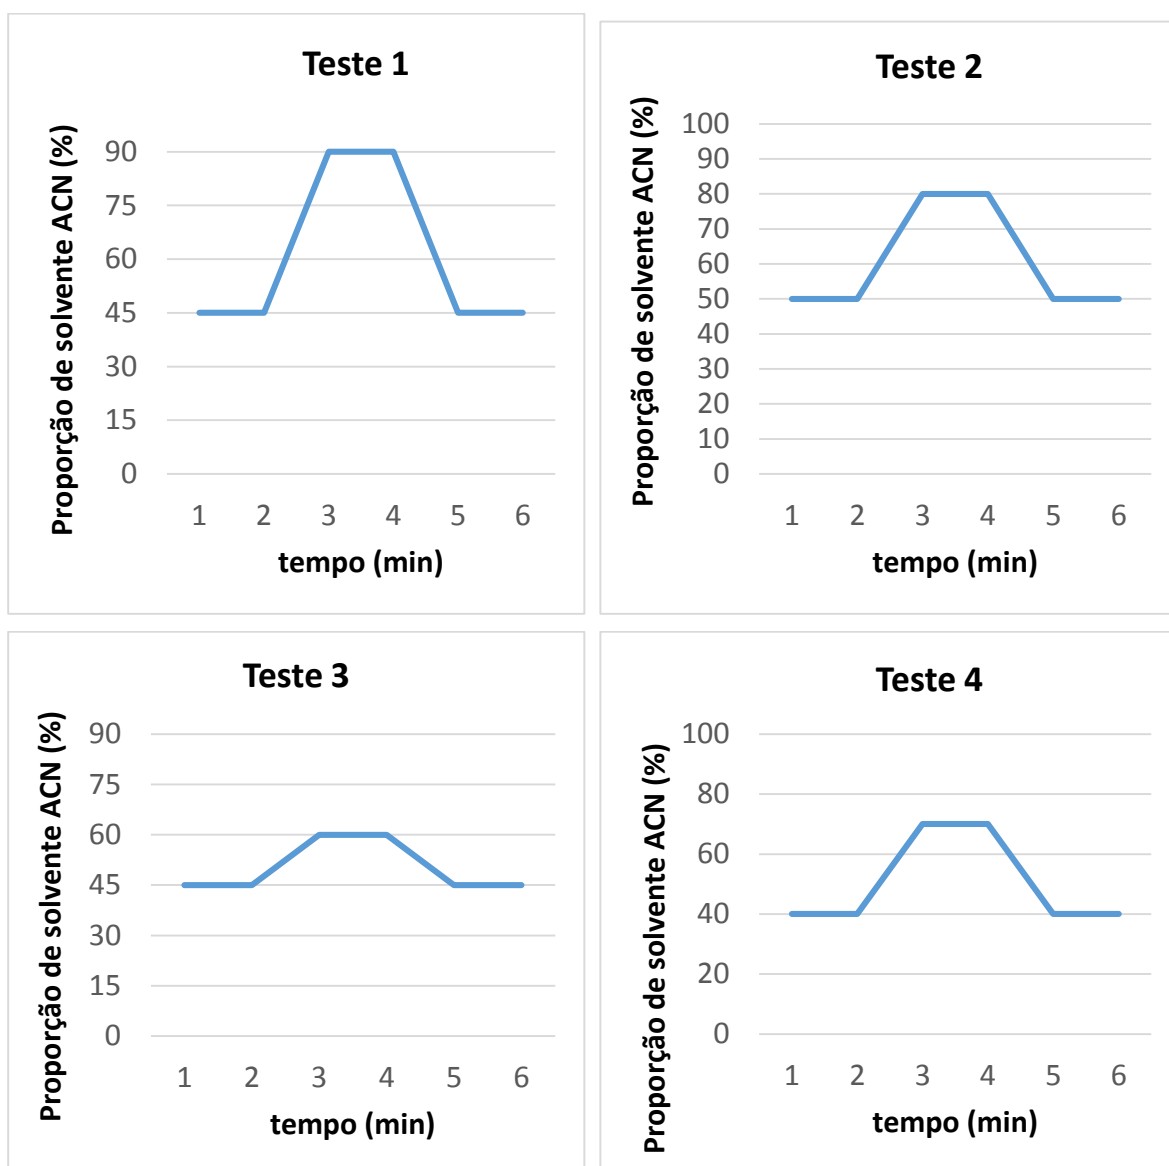 Teste 1
Proporção de solvente ACN (%)
90
75
60
45
30
15
0
1 2 3 4 5 6
tempo (min)
Teste 2
Proporção de solvente ACN (%)
100
90
80
70
60
50
40
30
20
10
0
1 2 3 4 5 6
tempo (min)
Teste 3
Proporção de solvente ACN (%)
90
75
60
45
30
15
0
1 2 3 4 5 6
tempo (min)
Teste 4
Proporção de solvente ACN (%)
100
80
60
40
20
0
1 2 3 4 5 6
tempo (min)